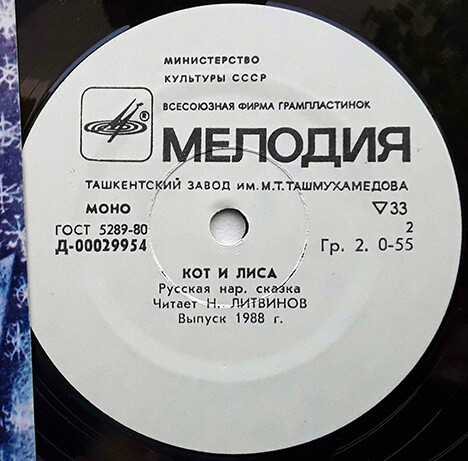 МИНИСТЕРСТВО
КУЛЬТУРЫ СССР
ВСЕСОЮЗНАЯ ФИРМА ГРАМПЛАСТИНОК
®
МЕЛОДИЯ
ТАШКЕНТСКИЙ ЗАВОД ИМ. М.Т. ТАШМУХАМЕДОВА
МОНО ▽33
ГОСТ 5289-80 2
Д-00029954 Гр. 2. 0-55
КОТ И ЛИСА
Русская нар. сказка
Читает Н. ЛИТВИНОВ
Выпуск 1988 г.